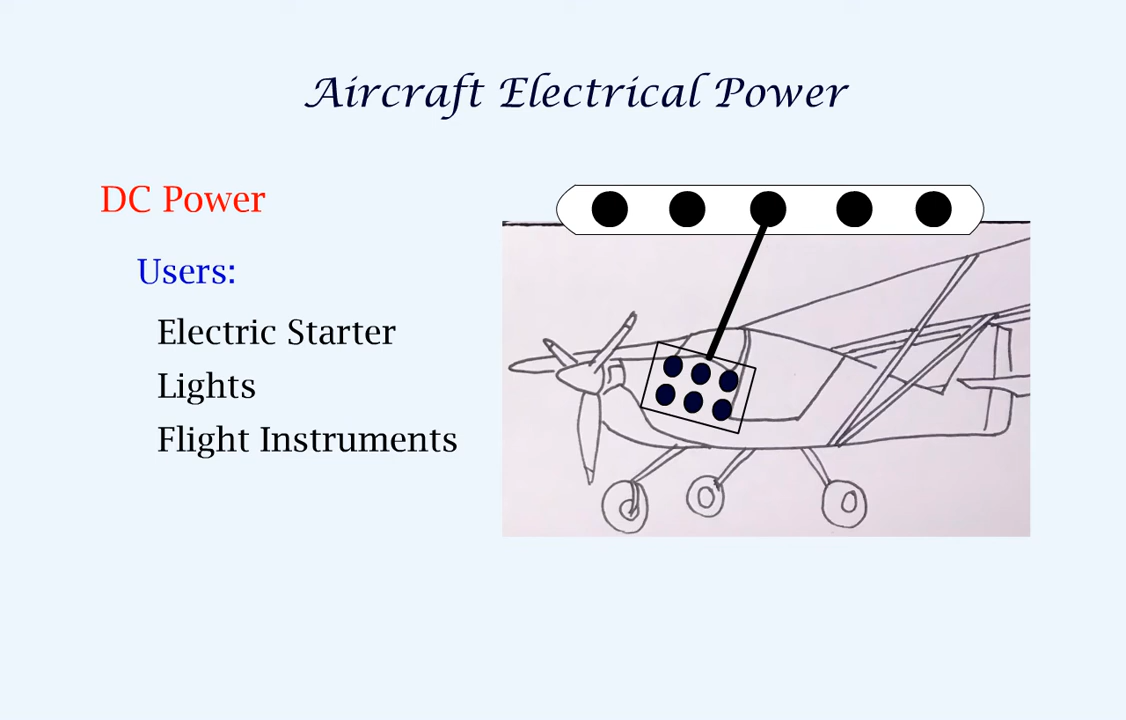 Aircraft Electrical Power
DC Power
Users:
Electric Starter
Lights
Flight Instruments